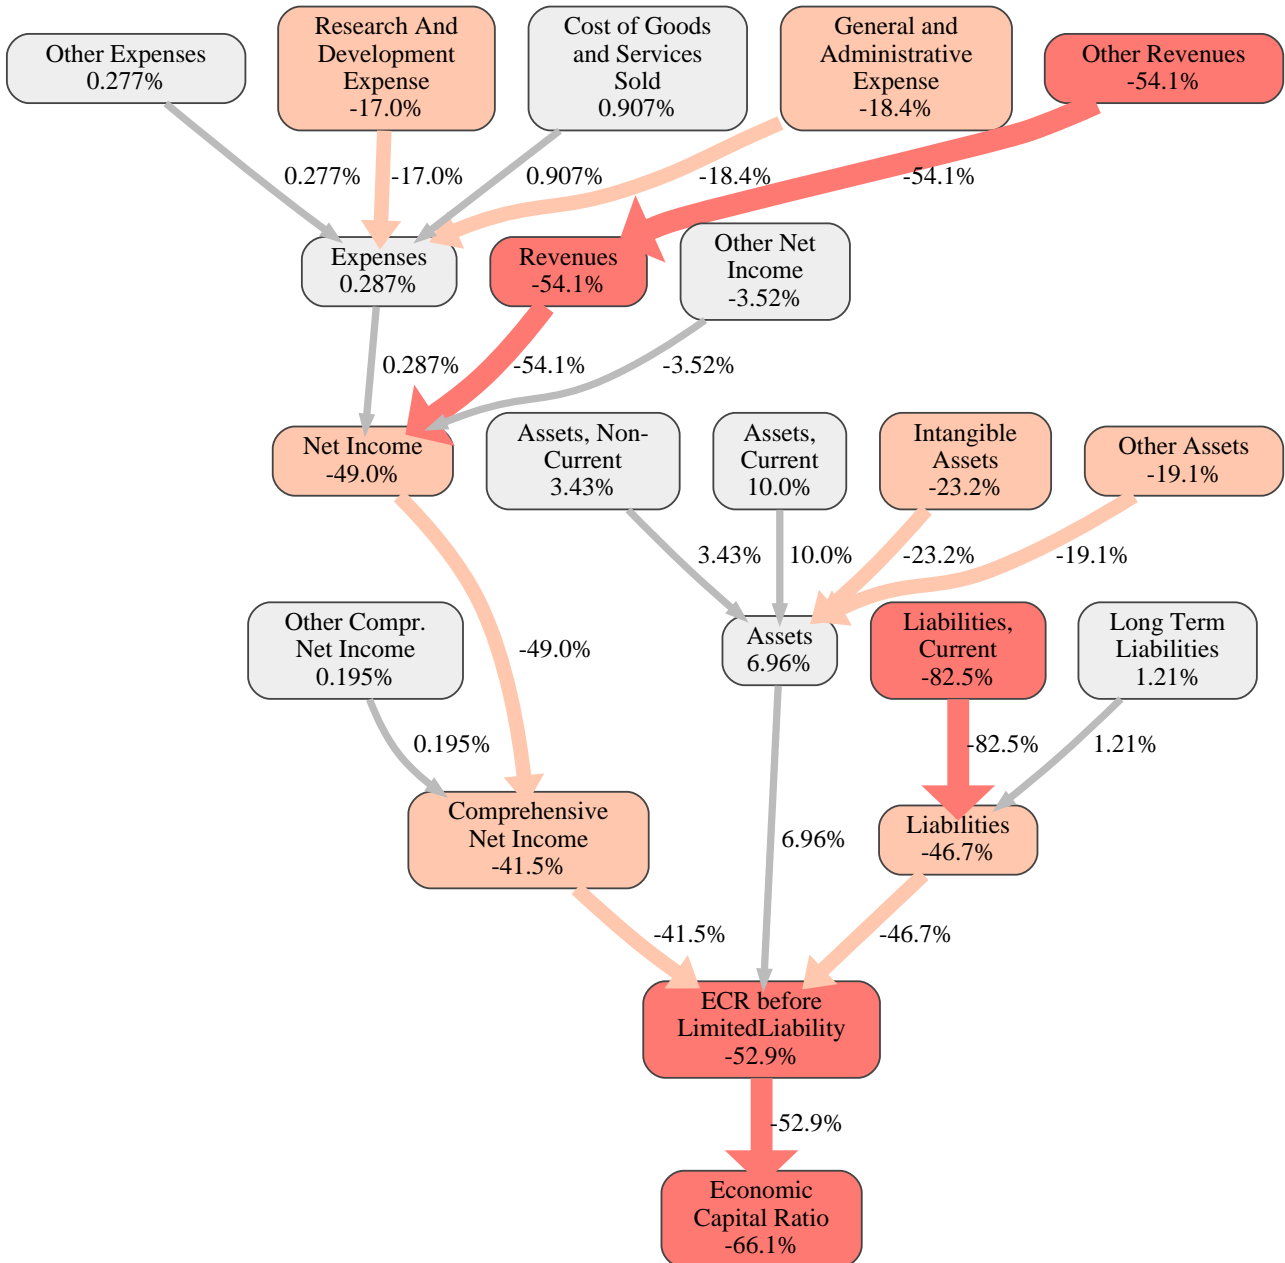 Other Expenses
0.277%
Research And
Development
Expense
-17.0%
Cost of Goods
and Services
Sold
0.907%
General and
Administrative
Expense
-18.4%
Other Revenues
-54.1%
0.277%
-17.0%
0.907%
-18.4%
-54.1%
Expenses
0.287%
Revenues
-54.1%
Other Net
Income
-3.52%
0.287%
-54.1%
-3.52%
Net Income
-49.0%
Assets, Non-
Current
3.43%
Assets,
Current
10.0%
Intangible
Assets
-23.2%
Other Assets
-19.1%
3.43%
10.0%
-23.2%
-19.1%
Other Compr.
Net Income
0.195%
-49.0%
Assets
6.96%
Liabilities,
Current
-82.5%
Long Term
Liabilities
1.21%
0.195%
-82.5%
1.21%
Comprehensive
Net Income
-41.5%
6.96%
Liabilities
-46.7%
-41.5%
-46.7%
ECR before
LimitedLiability
-52.9%
-52.9%
Economic
Capital Ratio
-66.1%